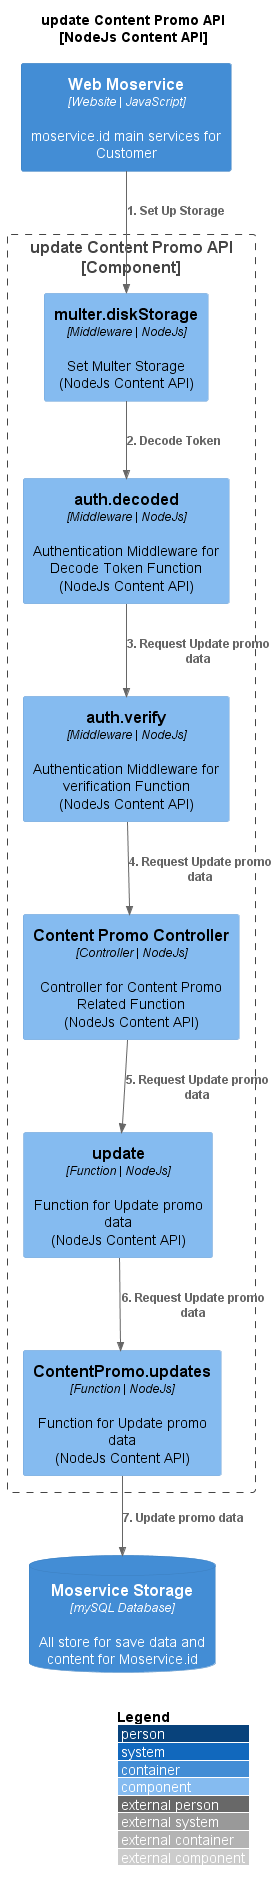 update Content Promo API
[NodeJs Content API]
Web Moservice
[Website | JavaScript]
moservice.id main services for
Customer
1. Set Up Storage
update Content Promo API
[Component]
multer.diskStorage
[Middleware | NodeJs]
Set Multer Storage
(NodeJs Content API)
2. Decode Token
auth.decoded
[Middleware | NodeJs]
Authentication Middleware for
Decode Token Function
(NodeJs Content API)
3. Request Update promo
data
auth.verify
[Middleware | NodeJs]
Authentication Middleware for
verification Function
(NodeJs Content API)
4. Request Update promo
data
Content Promo Controller
[Controller | NodeJs]
Controller for Content Promo
Related Function
(NodeJs Content API)
5. Request Update promo
data
update
[Function | NodeJs]
Function for Update promo
data
(NodeJs Content API)
6. Request Update promo
data
ContentPromo.updates
[Function | NodeJs]
Function for Update promo
data
(NodeJs Content API)
7. Update promo data
Moservice Storage
[mySQL Database]
All store for save data and
content for Moservice.id
Legend
person
system
container
component
external person
external system
external container
external component